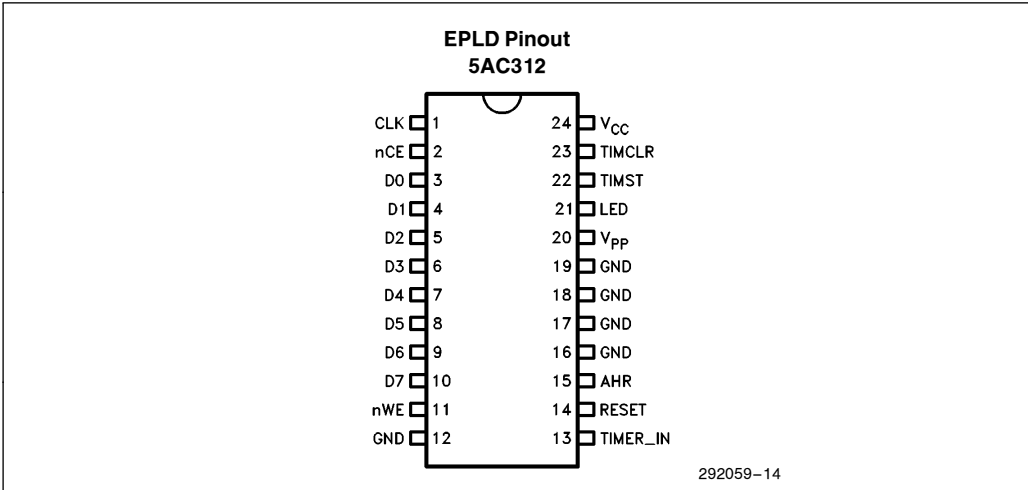 EPLD Pinout
5AC312
CLK 1 24 VCC
nCE 2 23 TIMCLR
D0 3 22 TIMST
D1 4 21 LED
D2 5 20 VPP
D3 6 19 GND
D4 7 18 GND
D5 8 17 GND
D6 9 16 GND
D7 10 15 AHR
nWE 11 14 RESET
GND 12 13 TIMER_IN
292059-14